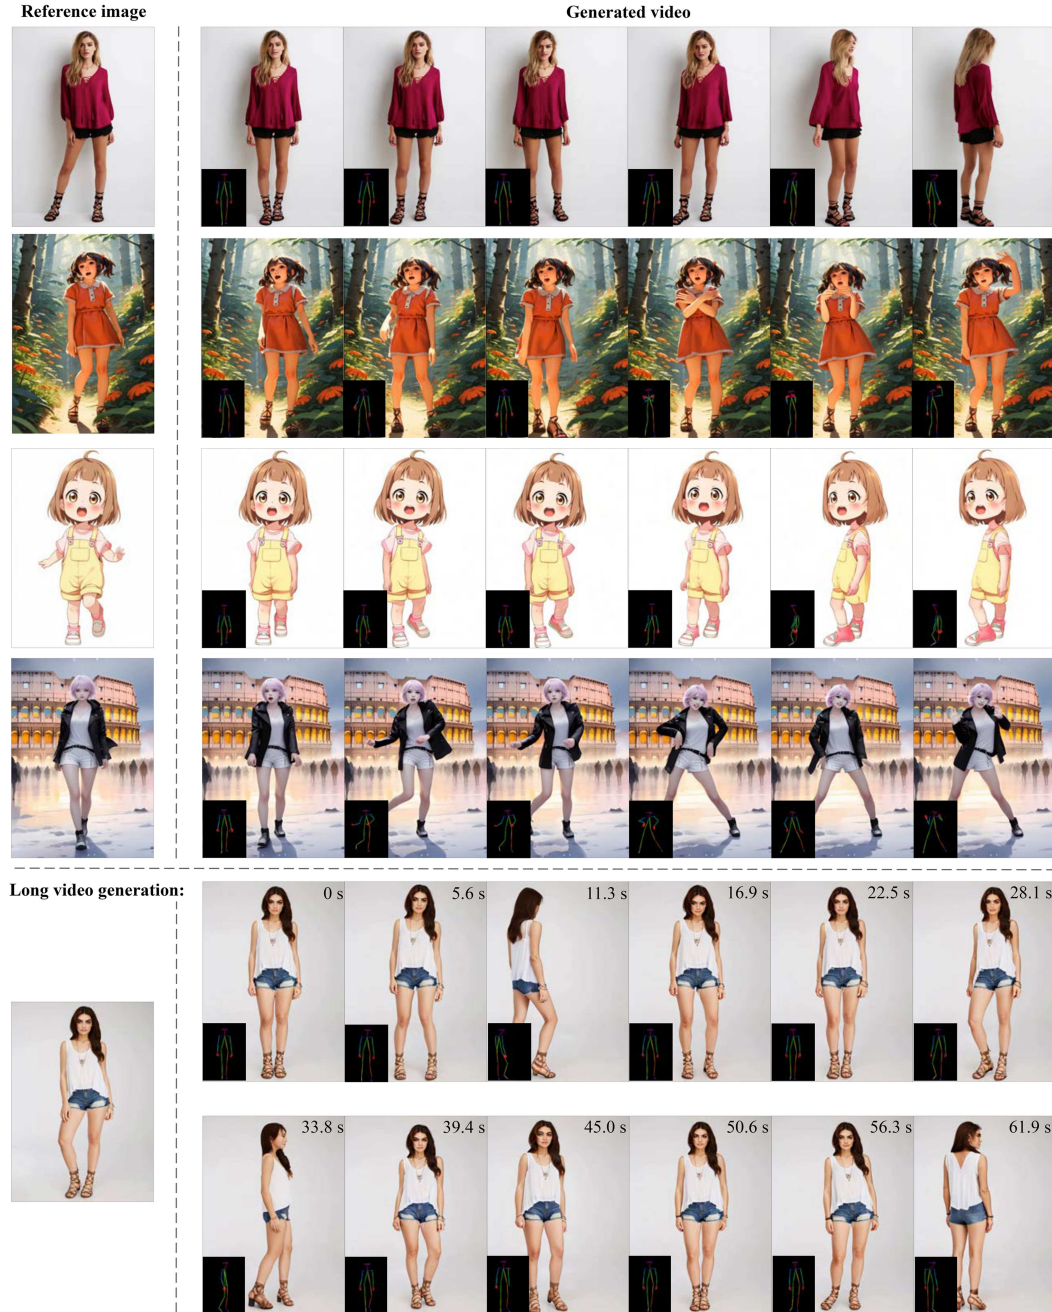 Reference image
Generated video
Long video generation:
0 s
5.6 s
11.3 s
16.9 s
22.5 s
28.1 s
33.8 s
39.4 s
45.0 s
50.6 s
56.3 s
61.9 s